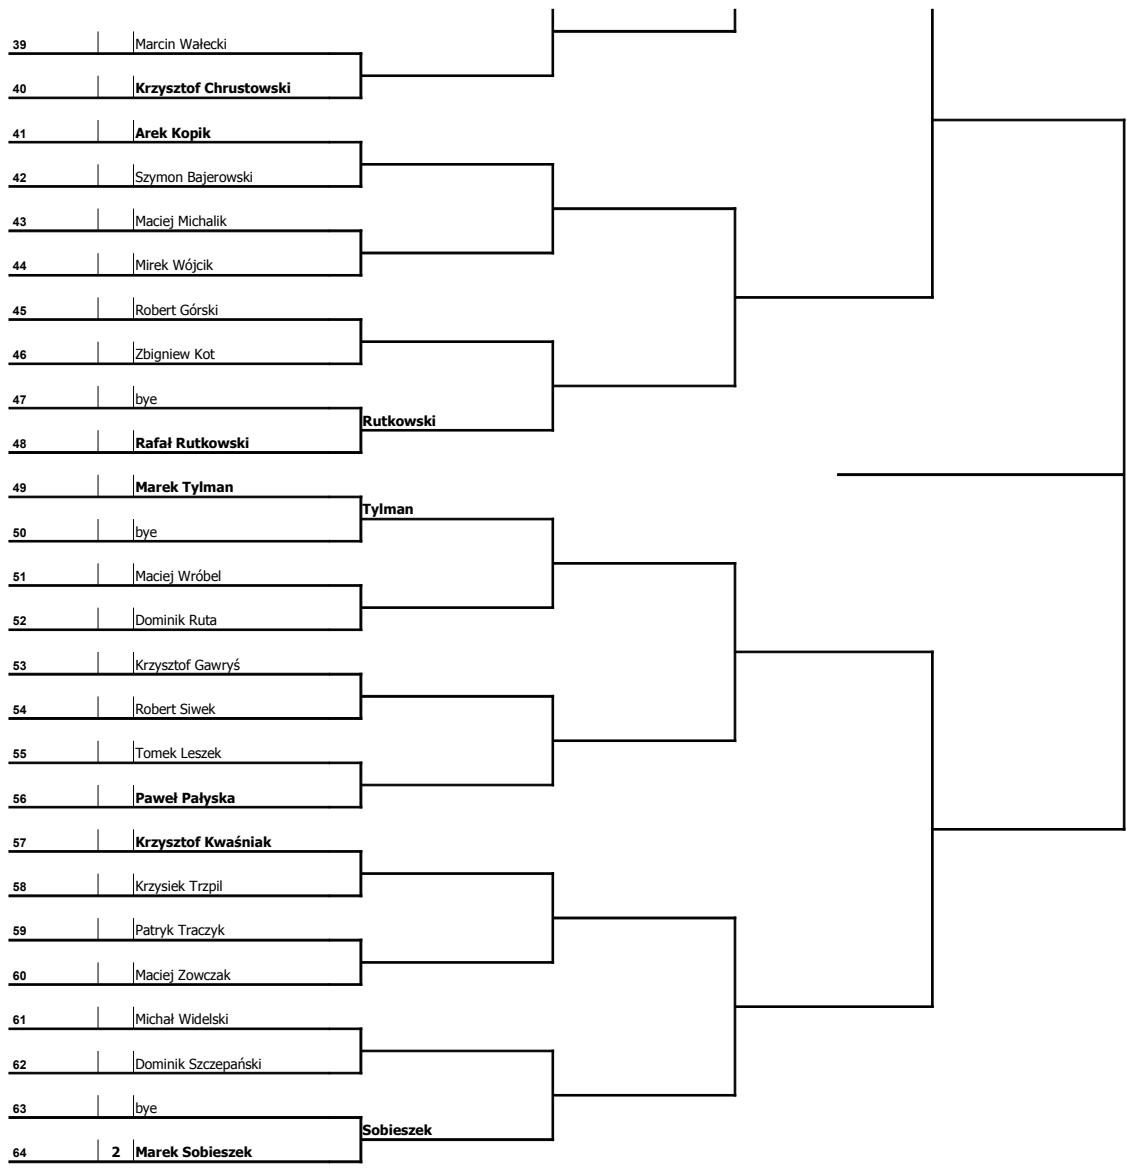 39 Marcin Wałecki
40 Krzysztof Chrustowski
41 Arek Kopik
42 Szymon Bajerowski
43 Maciej Michalik
44 Mirek Wójcik
45 Robert Górski
46 Zbigniew Kot
47 bye
Rutkowski
48 Rafał Rutkowski
49 Marek Tylman
Tylman
50 bye
51 Maciej Wróbel
52 Dominik Ruta
53 Krzysztof Gawryś
54 Robert Siwek
55 Tomek Leszek
56 Paweł Pałyska
57 Krzysztof Kwaśniak
58 Krzysiek Trzpil
59 Patryk Traczyk
60 Maciej Zowczak
61 Michał Widelski
62 Dominik Szczepański
63 bye
Sobieszek
64 2 Marek Sobieszek